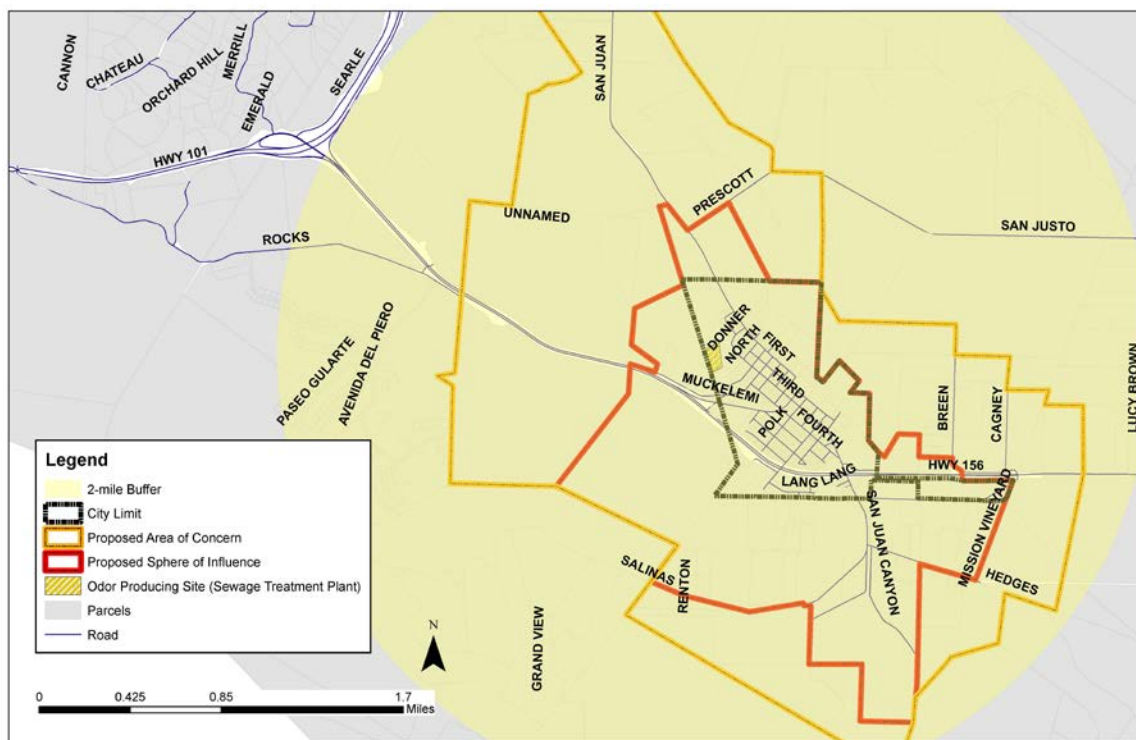 CANNON
CHATEAU
ORCHARD HILL
MERRILL
EMERALD
SEARLE
HWY 101
SAN JUAN
PRESCOTT
UNNAMED
SAN JUSTO
ROCKS
PASEO GULARTE
AVENIDA DEL PIERO
DONNER
NORTH
FIRST
THIRD
MUCKELEMI
FOURTH
POLK
BREEN
CAGNEY
LUCY BROWN
HWY 156
LANG LANG
SAN JUAN CANYON
MISSION VINEYARD
HEDGES
SALINAS
RENTON
GRAND VIEW
N
Legend
2-mile Buffer
City Limit
Proposed Area of Concern
Proposed Sphere of Influence
Odor Producing Site (Sewage Treatment Plant)
Parcels
Road
0 0.425 0.85 1.7
Miles